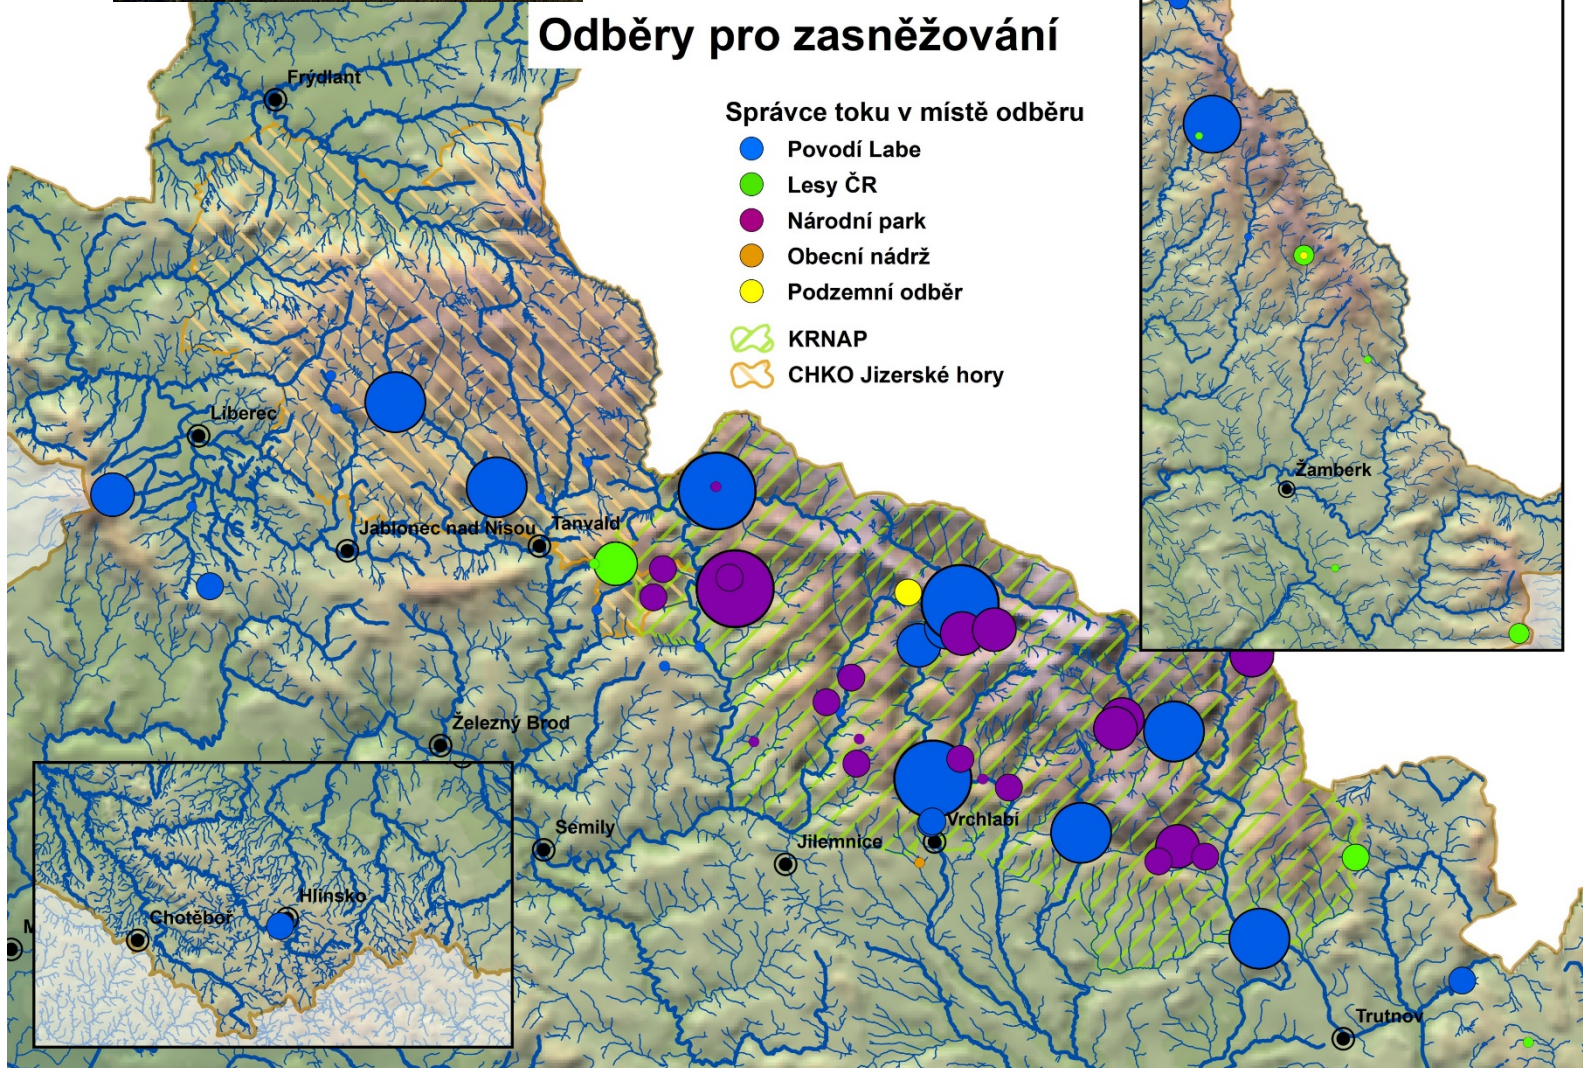 Odběry pro zasněžování
Správce toku v místě odběru
Povodí Labe
Lesy ČR
Národní park
Obecní nádrž
Podzemní odběr
KRNAP
CHKO Jizerské hory
Frýdlant
Liberec
Jablonec nad Nisou
Tanvald
Žamberk
Železný Brod
Semily
Jilemnice
Vrchlabí
Hlinsko
Chotěboř
M
Trutnov